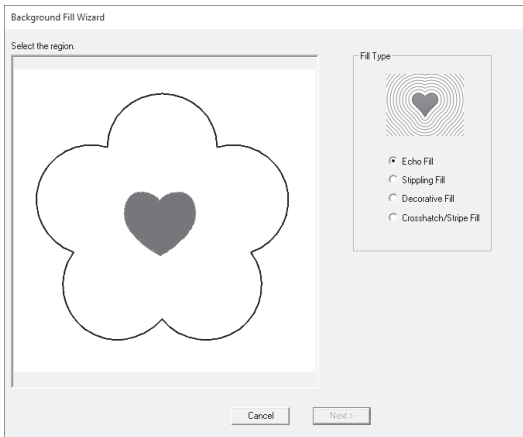 Background Fill Wizard
Select the region.
Fill Type
Echo Fill
Stippling Fill
Decorative Fill
Crosshatch/Stripe Fill
Cancel
Next >